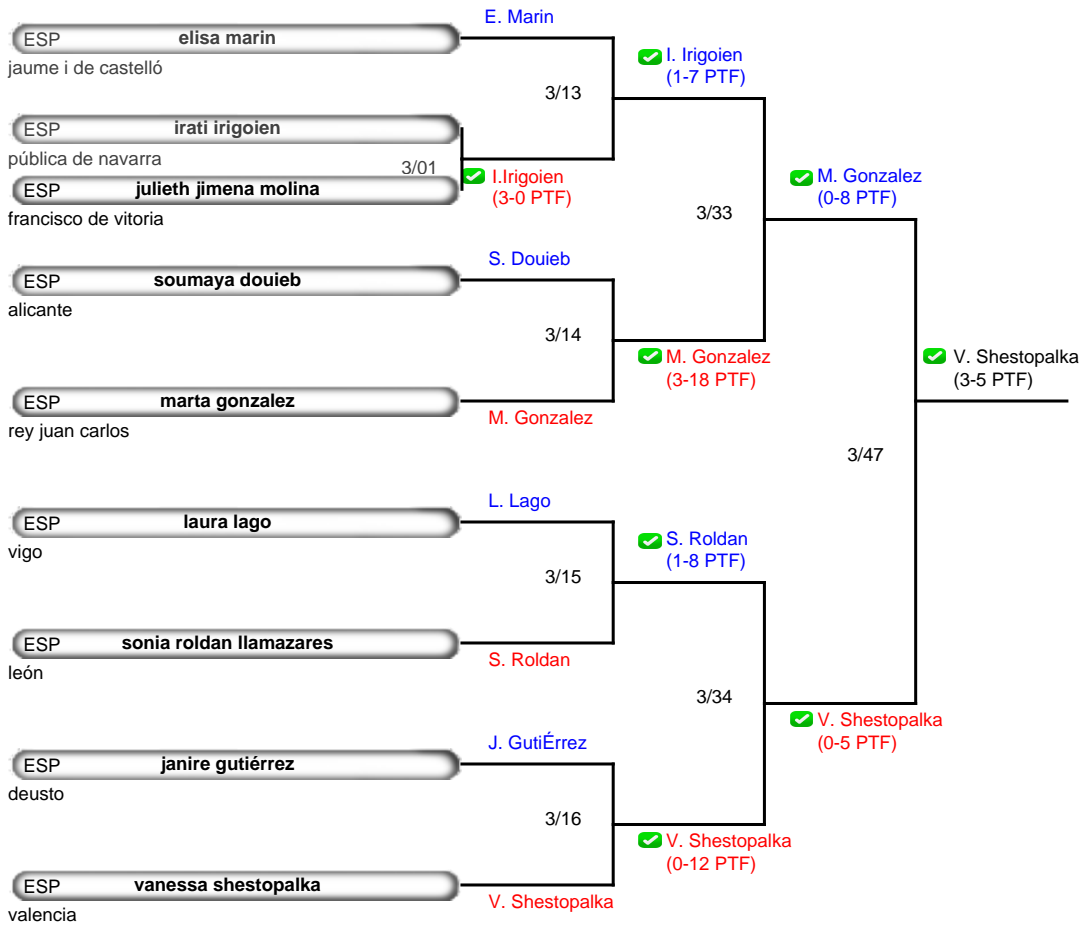 E. Marin
ESP elisa marin
jaume i de castelló
I. Irigoien
(1-7 PTF)
3/13
ESP irati irigoien
pública de navarra
3/01
I.Irigoien
(3-0 PTF)
ESP julieth jimena molina
francisco de vitoria
M. Gonzalez
(0-8 PTF)
3/33
S. Douieb
ESP soumaya douieb
alicante
3/14
M. Gonzalez
(3-18 PTF)
V. Shestopalka
(3-5 PTF)
ESP marta gonzalez
M. Gonzalez
rey juan carlos
3/47
L. Lago
ESP laura lago
vigo
S. Roldan
(1-8 PTF)
3/15
ESP sonia roldan llamazares
S. Roldan
león
3/34
V. Shestopalka
(0-5 PTF)
J. GutiÉrrez
ESP janire gutiérrez
deusto
3/16
V. Shestopalka
(0-12 PTF)
ESP vanessa shestopalka
V. Shestopalka
valencia